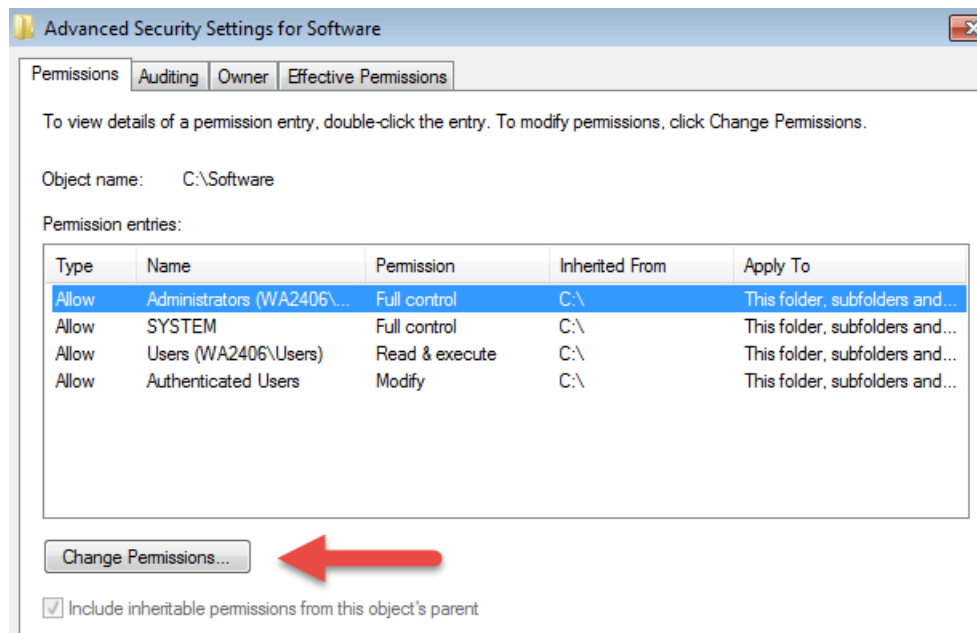 Advanced Security Settings for Software
Permissions Auditing Owner Effective Permissions
To view details of a permission entry, double-click the entry. To modify permissions, click Change Permissions.
Object name: C:\Software
Permission entries:
Type Name Permission Inherited From Apply To
Allow Administrators (WA2406\... Full control C:\ This folder, subfolders and...
Allow SYSTEM Full control C:\ This folder, subfolders and...
Allow Users (WA2406\Users) Read & execute C:\ This folder, subfolders and...
Allow Authenticated Users Modify C:\ This folder, subfolders and...
Change Permissions...
Include inheritable permissions from this object's parent